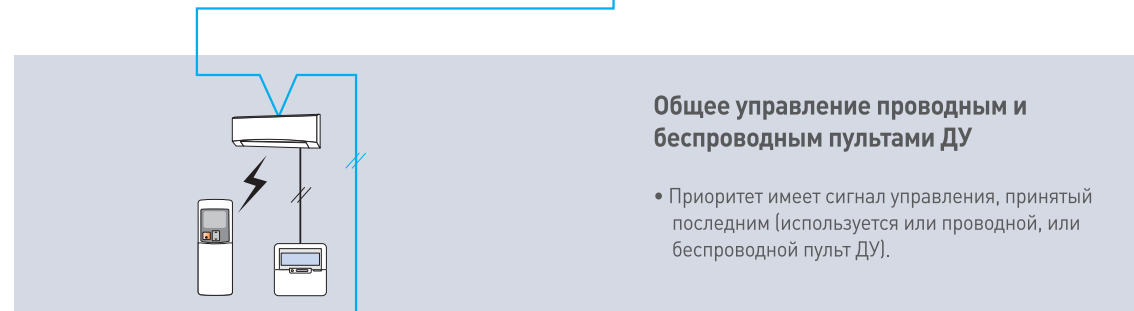 Общее управление проводным и
беспроводным пультами ДУ
• Приоритет имеет сигнал управления, принятый
последним (используется или проводной, или
беспроводной пульт ДУ).